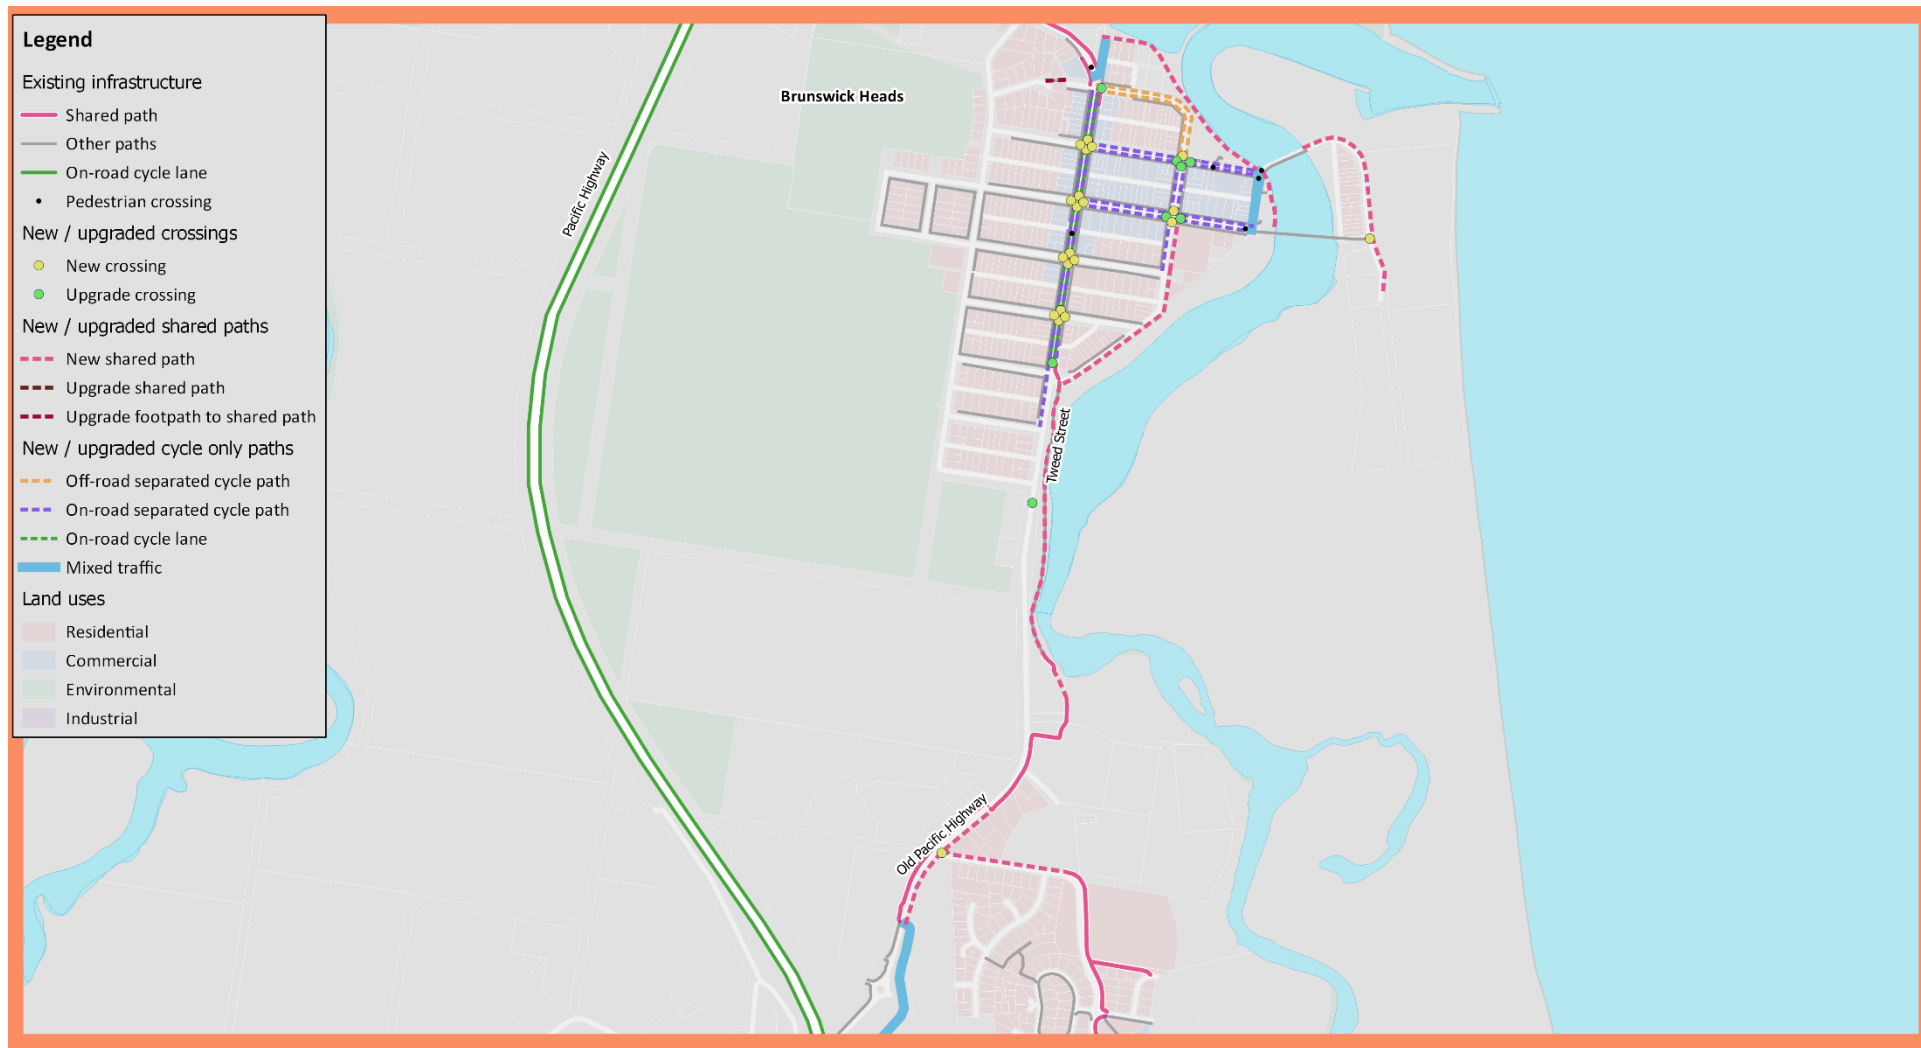 Legend
Existing infrastructure
Shared path
Other paths
On-road cycle lane
Pedestrian crossing
New / upgraded crossings
New crossing
Upgrade crossing
New / upgraded shared paths
New shared path
Upgrade shared path
Upgrade footpath to shared path
New / upgraded cycle only paths
Off-road separated cycle path
On-road separated cycle path
On-road cycle lane
Mixed traffic
Land uses
Residential
Commercial
Environmental
Industrial
Brunswick Heads
Pacific Highway
Tweed Street
Old Pacific Highway